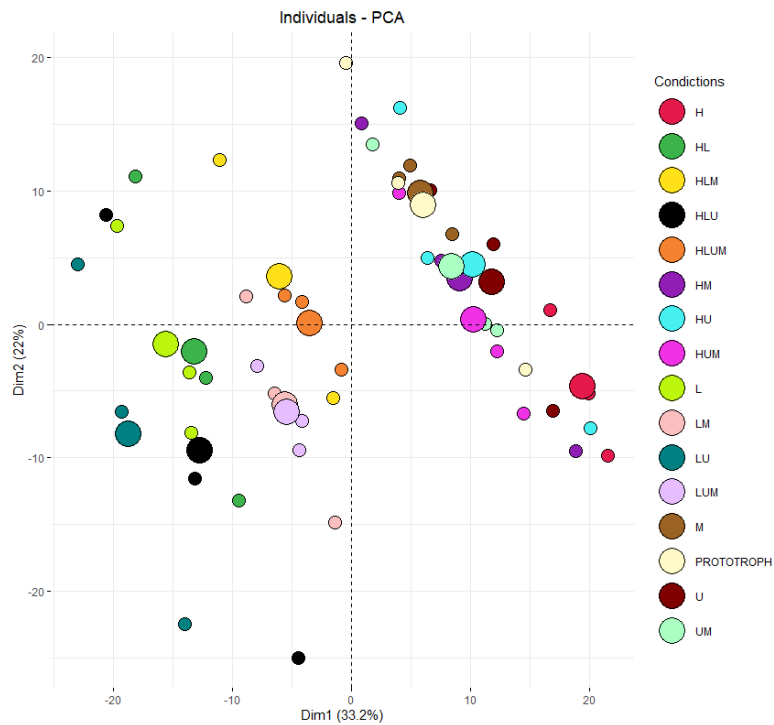 Individuals - PCA
20
10
0
-10
-20
Dim2 (22%)
-20
-10
0
10
20
Dim1 (33.2%)
Condictions
H
HL
HLM
HLU
HLUM
HM
HU
HUM
L
LM
LU
LUM
M
PROTOTROPH
U
UM